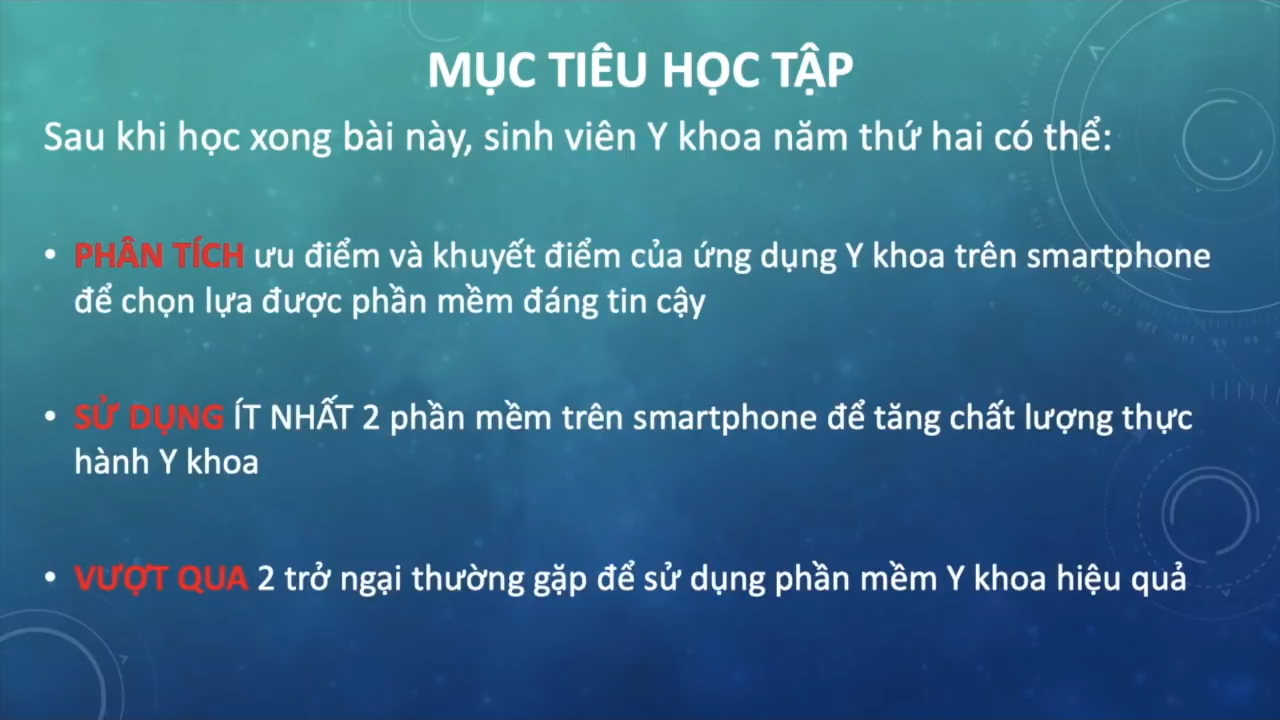 MỤC TIÊU HỌC TẬP
Sau khi học xong bài này, sinh viên Y khoa năm thứ hai có thể:
• PHÂN TÍCH ưu điểm và khuyết điểm của ứng dụng Y khoa trên smartphone
để chọn lựa được phần mềm đáng tin cậy
• SỬ DỤNG ÍT NHẤT 2 phần mềm trên smartphone để tăng chất lượng thực
hành Y khoa
• VƯỢT QUA 2 trở ngại thường gặp để sử dụng phần mềm Y khoa hiệu quả